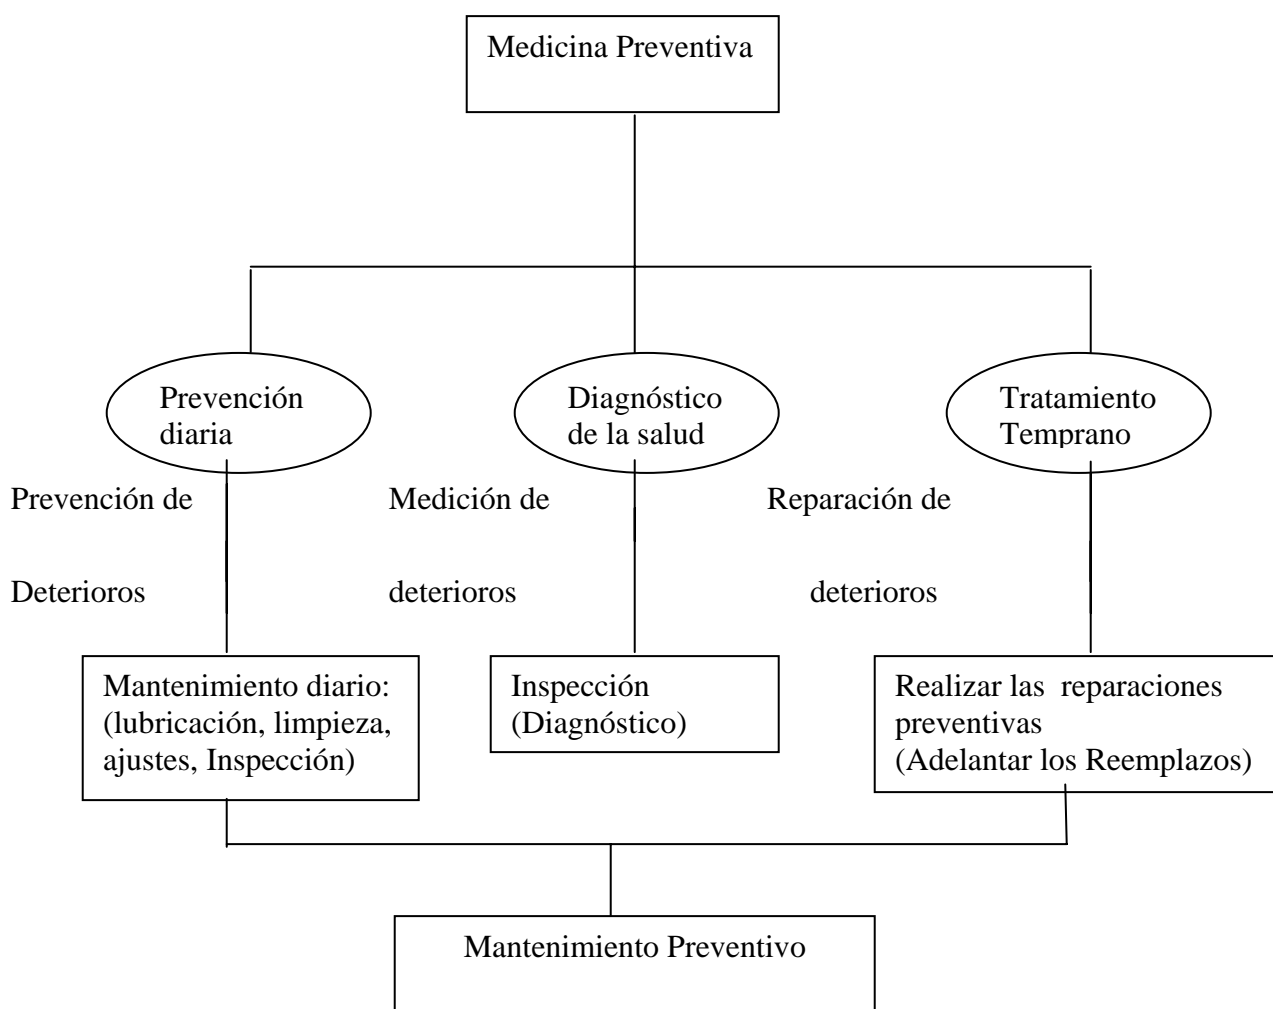 Medicina Preventiva
Prevención
diaria
Diagnóstico
de la salud
Tratamiento
Temprano
Prevención de
Medición de
Reparación de
Deterioros
deterioros
deterioros
Mantenimiento diario:
(lubricación, limpieza,
ajustes, Inspección)
Inspección
(Diagnóstico)
Realizar las  reparaciones
preventivas
(Adelantar los Reemplazos)
Mantenimiento Preventivo